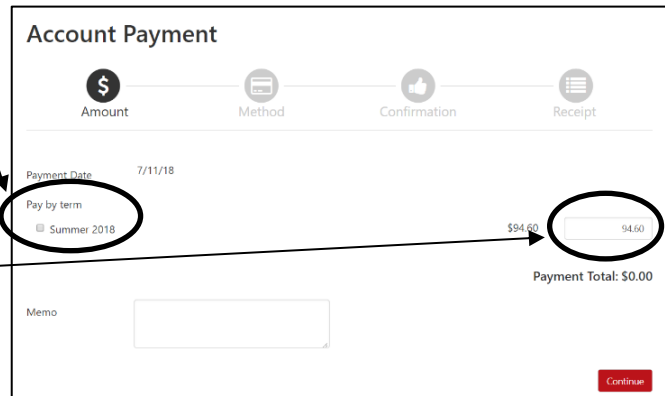 Account Payment
$
Amount Method Confirmation Receipt
Payment Date 7/11/18
Pay by term
Summer 2018 $94.60 94.60
Payment Total: $0.00
Memo
Continue